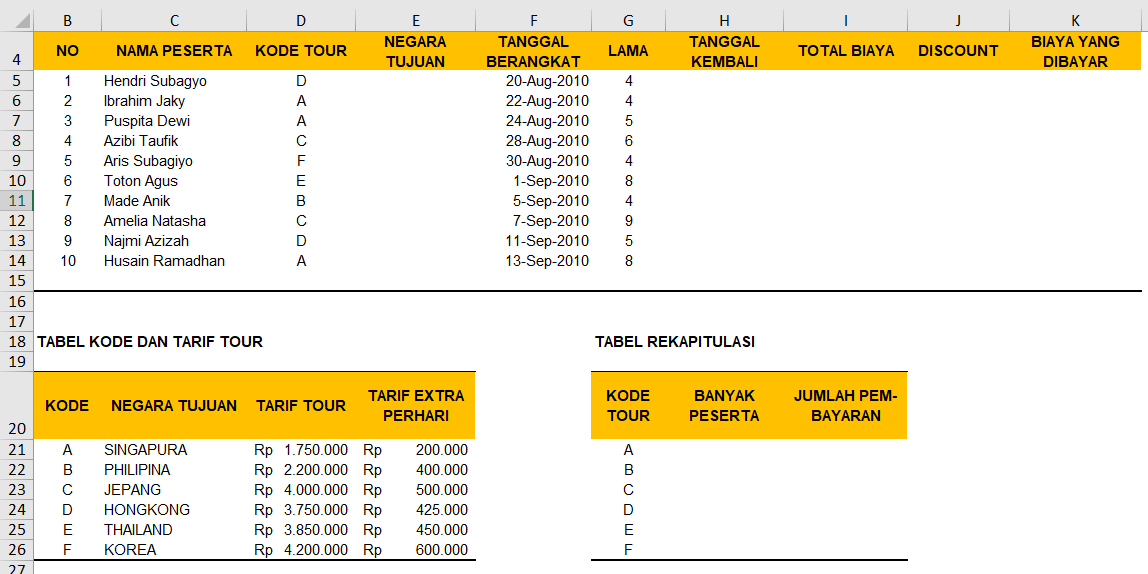 B C D E F G H I J K
4 NO NAMA PESERTA KODE TOUR NEGARA TUJUAN TANGGAL BERANGKAT LAMA TANGGAL KEMBALI TOTAL BIAYA DISCOUNT BIAYA YANG DIBAYAR
5 1 Hendri Subagyo D 20-Aug-2010 4
6 2 Ibrahim Jaky A 22-Aug-2010 4
7 3 Puspita Dewi A 24-Aug-2010 5
8 4 Azibi Taufik C 28-Aug-2010 6
9 5 Aris Subagiyo F 30-Aug-2010 4
10 6 Toton Agus E 1-Sep-2010 8
11 7 Made Anik B 5-Sep-2010 4
12 8 Amelia Natasha C 7-Sep-2010 9
13 9 Najmi Azizah D 11-Sep-2010 5
14 10 Husain Ramadhan A 13-Sep-2010 8
15
16
17
18 TABEL KODE DAN TARIF TOUR TABEL REKAPITULASI
19
20 KODE NEGARA TUJUAN TARIF TOUR TARIF EXTRA PERHARI KODE TOUR BANYAK PESERTA JUMLAH PEM-BAYARAN
21 A SINGAPURA Rp 1.750.000 Rp 200.000 A
22 B PHILIPINA Rp 2.200.000 Rp 400.000 B
23 C JEPANG Rp 4.000.000 Rp 500.000 C
24 D HONGKONG Rp 3.750.000 Rp 425.000 D
25 E THAILAND Rp 3.850.000 Rp 450.000 E
26 F KOREA Rp 4.200.000 Rp 600.000 F
27